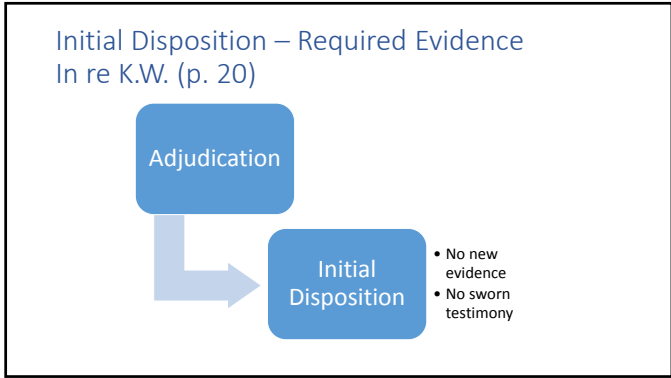 Initial Disposition – Required Evidence
In re K.W. (p. 20)
Adjudication
Initial
Disposition
• No new
evidence
• No sworn
testimony